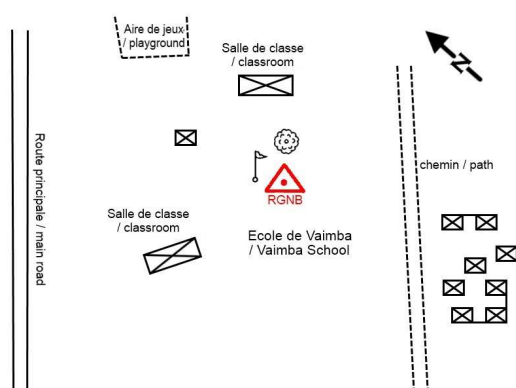 Aire de jeux
/ playground
Salle de classe
/ classroom
N
Route principale / main road
chemin / path
RGNB
Salle de classe
/ classroom
Ecole de Vaimba
/ Vaimba School